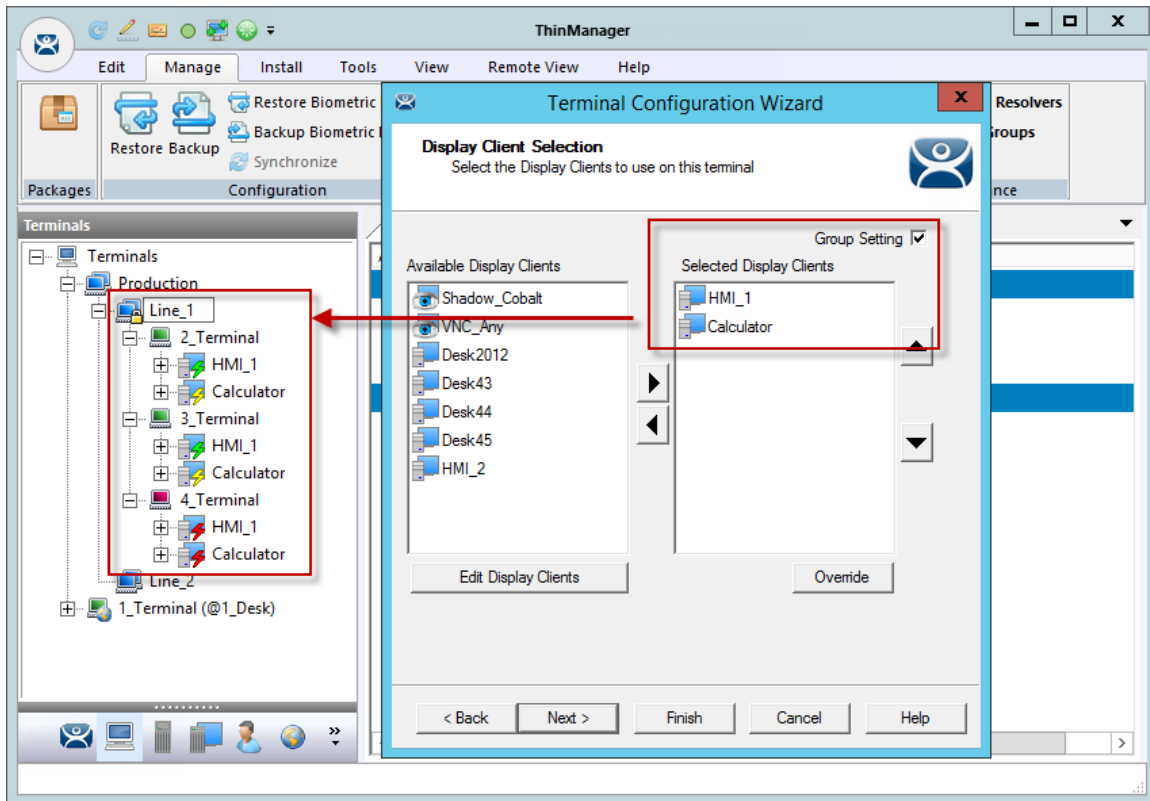 ThinManager
Edit Manage Install Tools View Remote View Help
Restore Backup
Restore Biometric
Backup Biometric
Synchronize
Packages
Configuration
Resolvers
Groups
nce
Terminals
Terminals
Production
Line_1
2_Terminal
HMI_1
Calculator
3_Terminal
HMI_1
Calculator
4_Terminal
HMI_1
Calculator
Line_2
1_Terminal (@1_Desk)
Terminal Configuration Wizard
Display Client Selection
Select the Display Clients to use on this terminal
Group Setting
Available Display Clients
Shadow_Cobalt
VNC_Any
Desk2012
Desk43
Desk44
Desk45
HMI_2
Edit Display Clients
Selected Display Clients
HMI_1
Calculator
Override
< Back Next > Finish Cancel Help